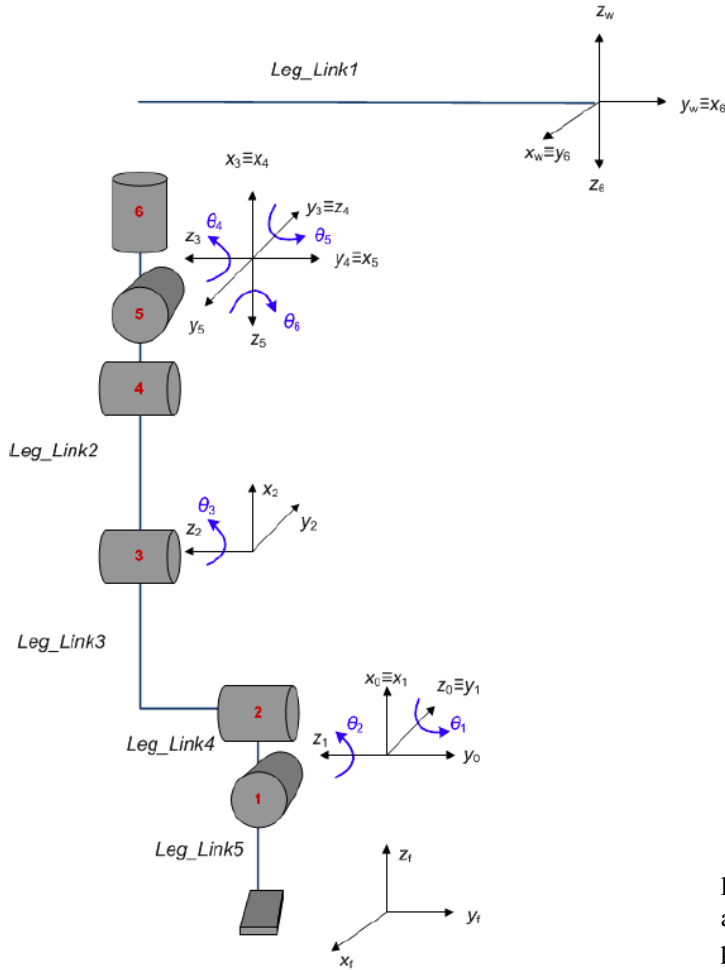 z_w
Leg_Link1
y_w≡x_6
x_w≡y_6
z_6
x_3≡x_4
6
θ_4
y_3≡z_4
z_3
θ_5
y_4≡x_5
5
y_5
z_5
θ_6
4
Leg_Link2
θ_3
x_2
z_2
y_2
3
Leg_Link3
x_0≡x_1
z_0≡y_1
2
θ_2
θ_1
z_1
Leg_Link4
y_0
1
Leg_Link5
z_f
y_f
x_f